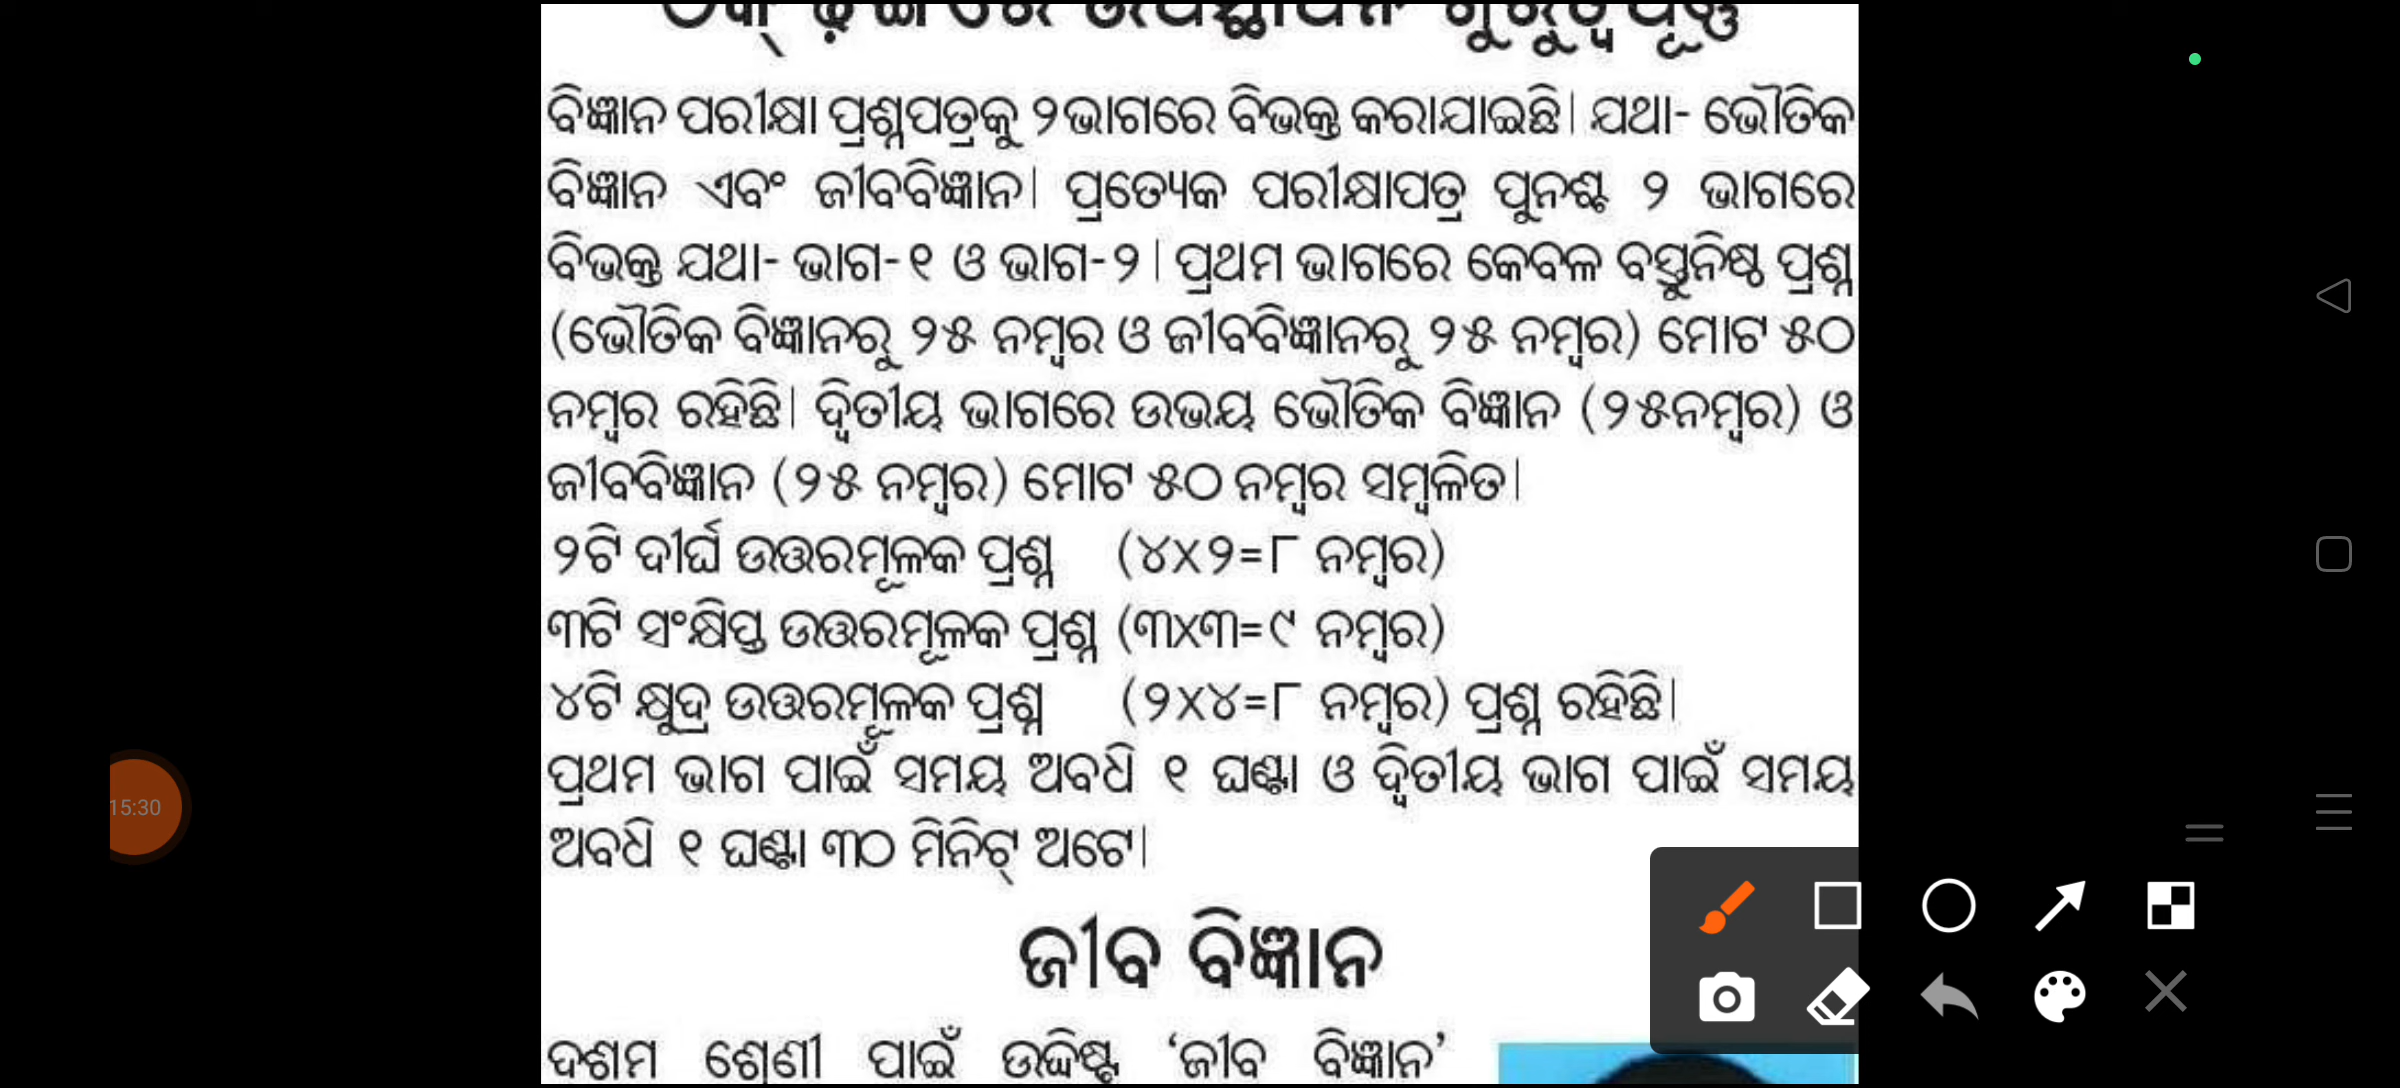 ଠିକ୍ ଢ଼ଙ୍ଗରେ ଉପସ୍ଥାପନ ଗୁରୁତ୍ୱପୂର୍ଣ୍ଣ
ବିଜ୍ଞାନ ପରୀକ୍ଷା ପ୍ରଶ୍ନପତ୍ରକୁ ୨ଭାଗରେ ବିଭକ୍ତ କରାଯାଇଛି। ଯଥା- ଭୌତିକ
ବିଜ୍ଞାନ ଏବଂ ଜୀବବିଜ୍ଞାନ। ପ୍ରତ୍ୟେକ ପରୀକ୍ଷାପତ୍ର ପୁନଶ୍ଚ ୨ ଭାଗରେ
ବିଭକ୍ତ ଯଥା- ଭାଗ-୧ ଓ ଭାଗ-୨। ପ୍ରଥମ ଭାଗରେ କେବଳ ବସ୍ତୁନିଷ୍ଠ ପ୍ରଶ୍ନ
(ଭୌତିକ ବିଜ୍ଞାନରୁ ୨୫ ନମ୍ବର ଓ ଜୀବବିଜ୍ଞାନରୁ ୨୫ ନମ୍ବର) ମୋଟ ୫୦
ନମ୍ବର ରହିଛି। ଦ୍ୱିତୀୟ ଭାଗରେ ଉଭୟ ଭୌତିକ ବିଜ୍ଞାନ (୨୫ନମ୍ବର) ଓ
ଜୀବବିଜ୍ଞାନ (୨୫ ନମ୍ବର) ମୋଟ ୫୦ ନମ୍ବର ସମ୍ବଳିତ।
୨ଟି ଦୀର୍ଘ ଉତ୍ତରମୂଳକ ପ୍ରଶ୍ନ (୪x୨=୮ ନମ୍ବର)
୩ଟି ସଂକ୍ଷିପ୍ତ ଉତ୍ତରମୂଳକ ପ୍ରଶ୍ନ (୩x୩=୯ ନମ୍ବର)
୪ଟି କ୍ଷୁଦ୍ର ଉତ୍ତରମୂଳକ ପ୍ରଶ୍ନ (୨x୪=୮ ନମ୍ବର) ପ୍ରଶ୍ନ ରହିଛି।
ପ୍ରଥମ ଭାଗ ପାଇଁ ସମୟ ଅବଧି ୧ ଘଣ୍ଟା ଓ ଦ୍ୱିତୀୟ ଭାଗ ପାଇଁ ସମୟ
ଅବଧି ୧ ଘଣ୍ଟା ୩୦ ମିନିଟ୍ ଅଟେ।
ଜୀବ ବିଜ୍ଞାନ
ଦଶମ ଶ୍ରେଣୀ ପାଇଁ ଉଦ୍ଦିଷ୍ଟ ‘ଜୀବ ବିଜ୍ଞାନ’
15:30